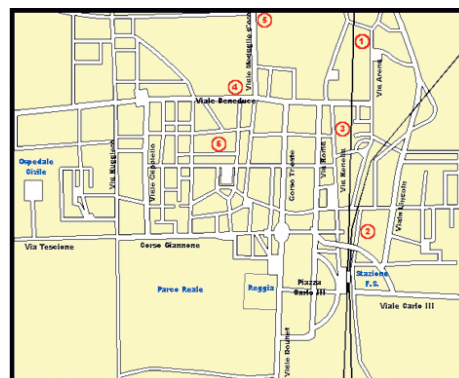 5
1
Viale Medaglie d'Oro
Via Arena
4
Viale Beneduce
3
6
Ospedale
Civile
Via Ruggiero
Viale Cappiello
Corso Trieste
Via Roma
Via Renella
Viale Lincoln
2
Via Tescione
Corso Giannone
Parco Reale
Reggia
Piazza
Carlo III
Stazione
F.S.
Viale Carlo III
Viale Douhet